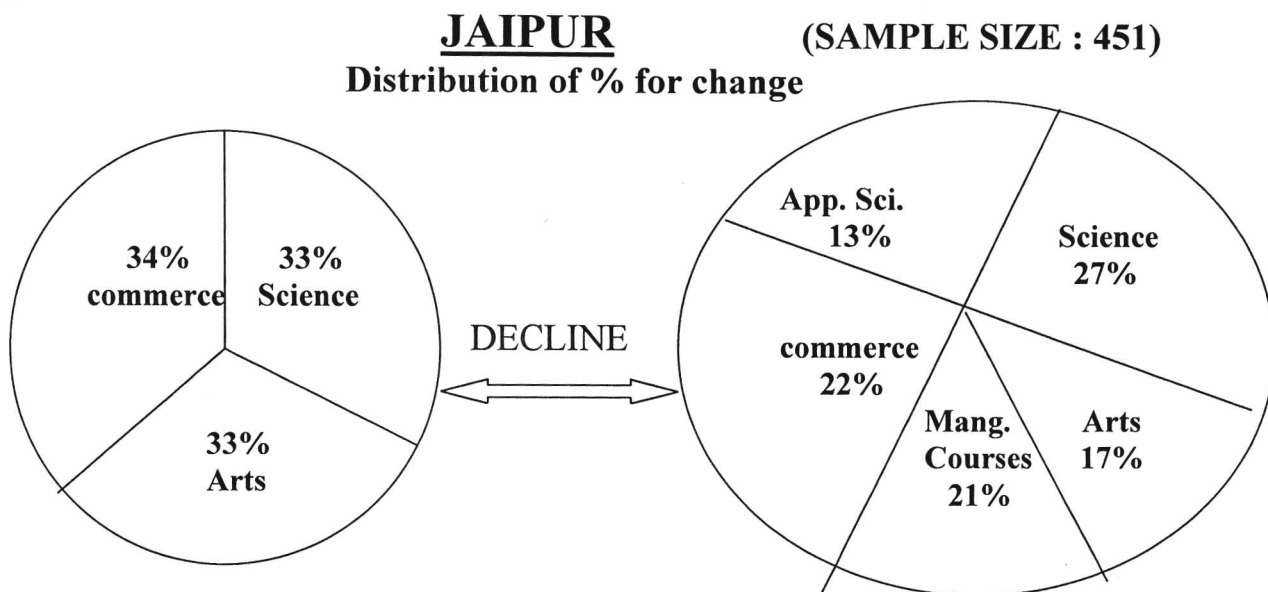 JAIPUR (SAMPLE SIZE : 451)
Distribution of % for change
34%
commerce
33%
Science
33%
Arts
DECLINE
App. Sci.
13%
Science
27%
commerce
22%
Mang.
Courses
21%
Arts
17%